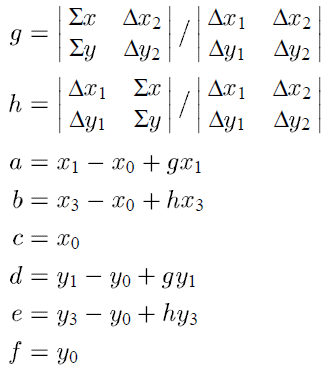 g = | Σx Δx₂ | / | Δx₁ Δx₂ |
| Σy Δy₂ | | Δy₁ Δy₂ |
h = | Δx₁ Σx | / | Δx₁ Δx₂ |
| Δy₁ Σy | | Δy₁ Δy₂ |
a = x₁ − x₀ + gx₁
b = x₃ − x₀ + hx₃
c = x₀
d = y₁ − y₀ + gy₁
e = y₃ − y₀ + hy₃
f = y₀